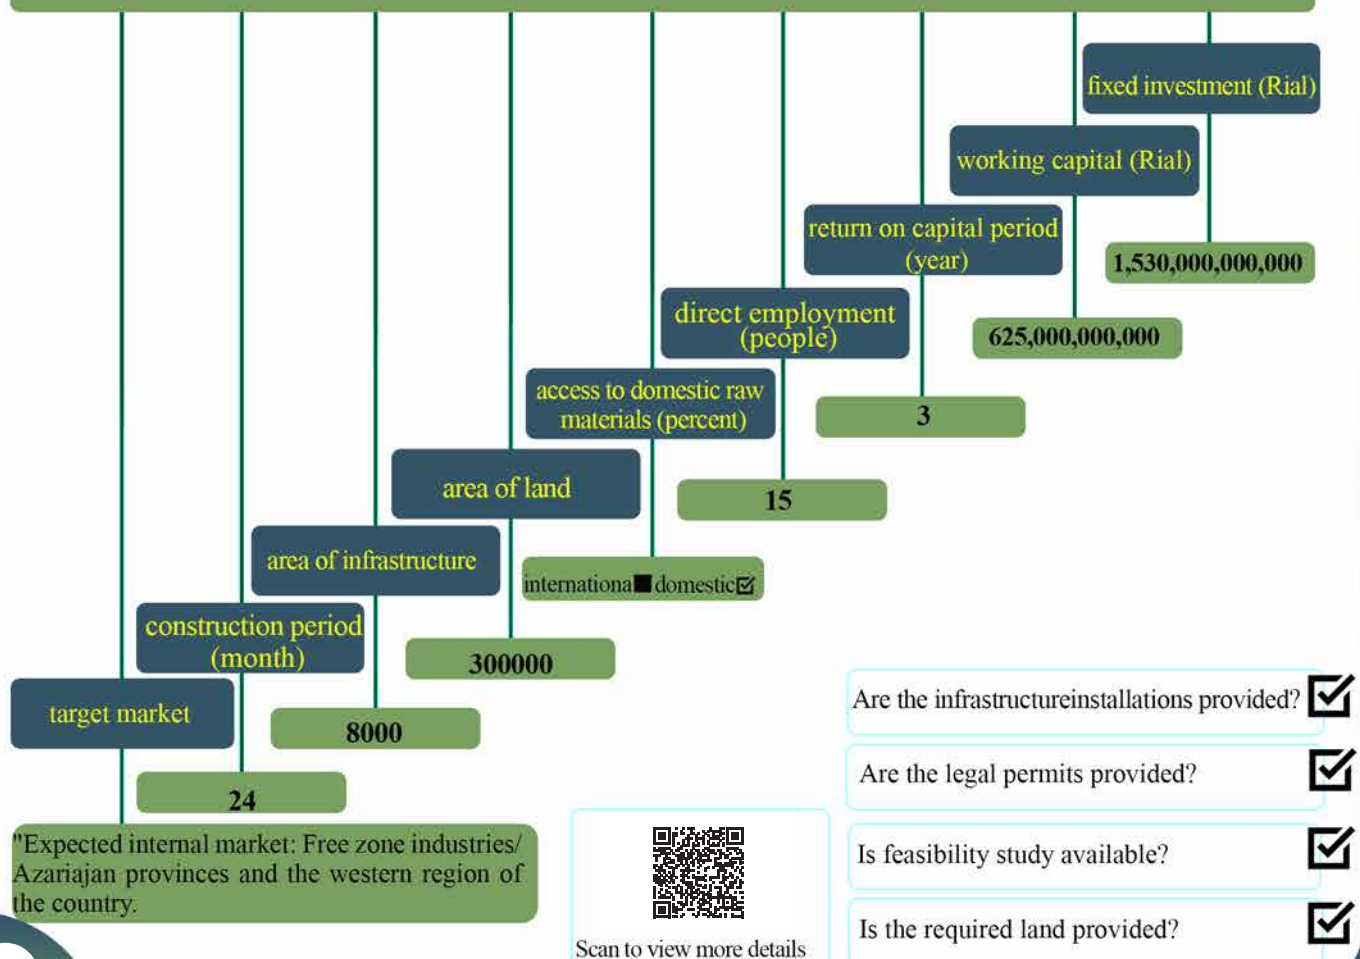 fixed investment (Rial)
1,530,000,000,000
working capital (Rial)
625,000,000,000
return on capital period
(year)
3
direct employment
(people)
15
access to domestic raw
materials (percent)
internationa■domestic☑
area of land
300000
area of infrastructure
8000
construction period
(month)
24
target market
"Expected internal market: Free zone industries/
Azariajan provinces and the western region of
the country.
Scan to view more details
Are the infrastructureinstallations provided? ☑
Are the legal permits provided? ☑
Is feasibility study available? ☑
Is the required land provided? ☑